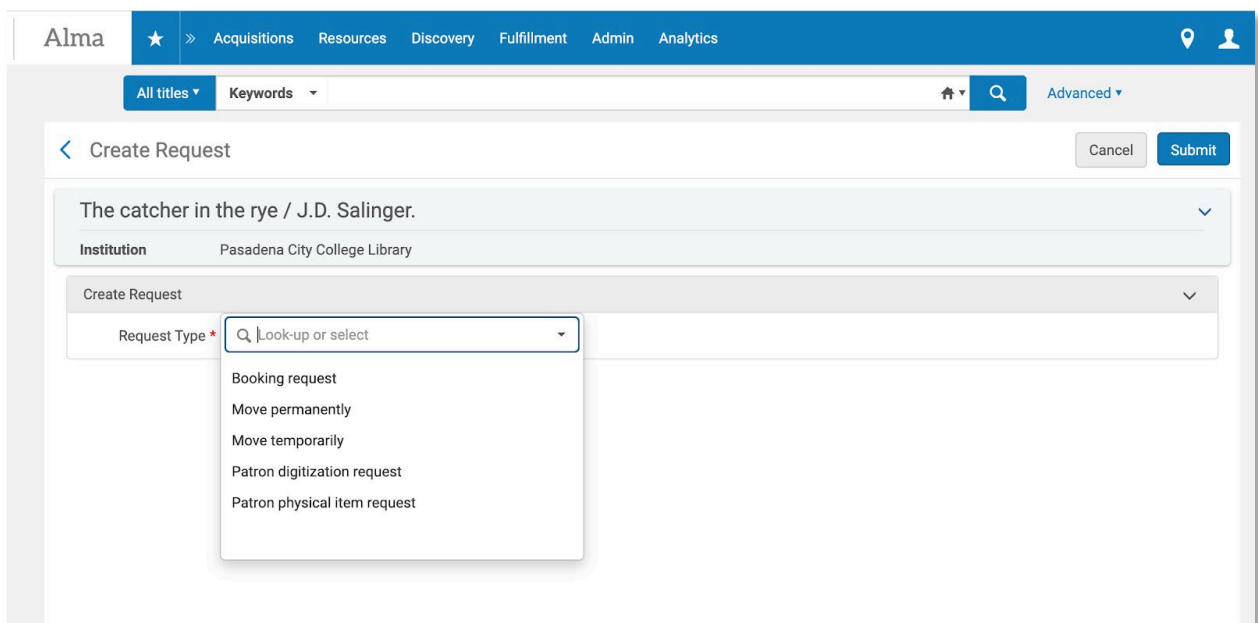 Alma » Acquisitions Resources Discovery Fulfillment Admin Analytics
All titles Keywords Advanced
Create Request Cancel Submit
The catcher in the rye / J.D. Salinger.
Institution Pasadena City College Library
Create Request
Request Type * Look-up or select
Booking request
Move permanently
Move temporarily
Patron digitization request
Patron physical item request